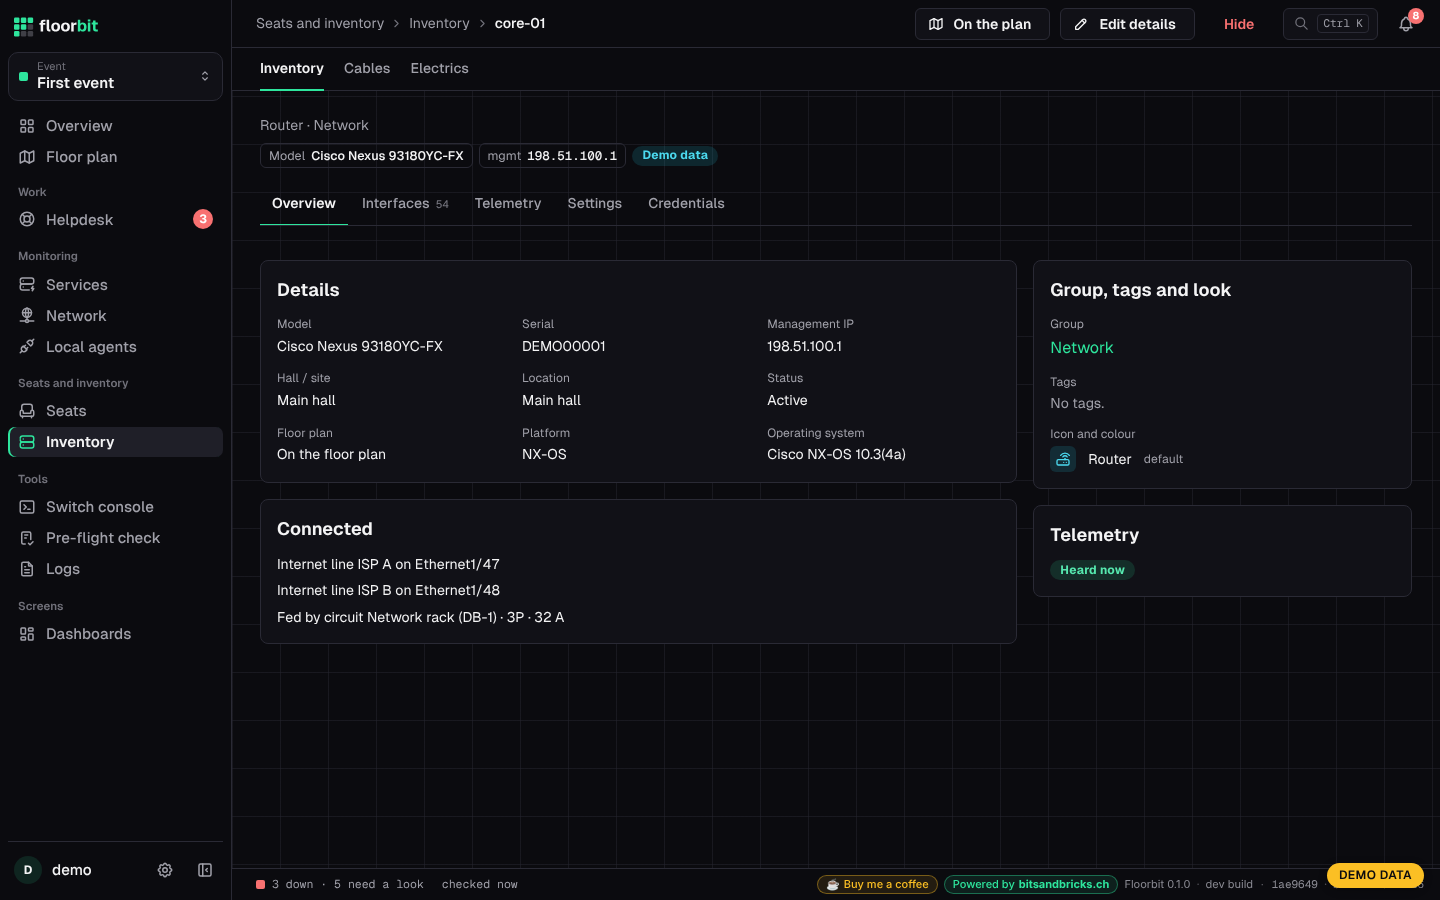 floorbit
Event
First event
Overview
Floor plan
Work
Helpdesk 3
Monitoring
Services
Network
Local agents
Seats and inventory
Seats
Inventory
Tools
Switch console
Pre-flight check
Logs
Screens
Dashboards
D demo
Seats and inventory > Inventory > core-01
On the plan
Edit details
Hide
Ctrl K
8
Inventory Cables Electrics
Router · Network
Model Cisco Nexus 93180YC-FX mgmt 198.51.100.1 Demo data
Overview Interfaces 54 Telemetry Settings Credentials
Details
Model Serial Management IP
Cisco Nexus 93180YC-FX DEMO00001 198.51.100.1
Hall / site Location Status
Main hall Main hall Active
Floor plan Platform Operating system
On the floor plan NX-OS Cisco NX-OS 10.3(4a)
Connected
Internet line ISP A on Ethernet1/47
Internet line ISP B on Ethernet1/48
Fed by circuit Network rack (DB-1) · 3P · 32 A
Group, tags and look
Group
Network
Tags
No tags.
Icon and colour
Router default
Telemetry
Heard now
3 down · 5 need a look checked now
☕ Buy me a coffee Powered by bitsandbricks.ch Floorbit 0.1.0 · dev build · 1ae9649 ·
DEMO DATA